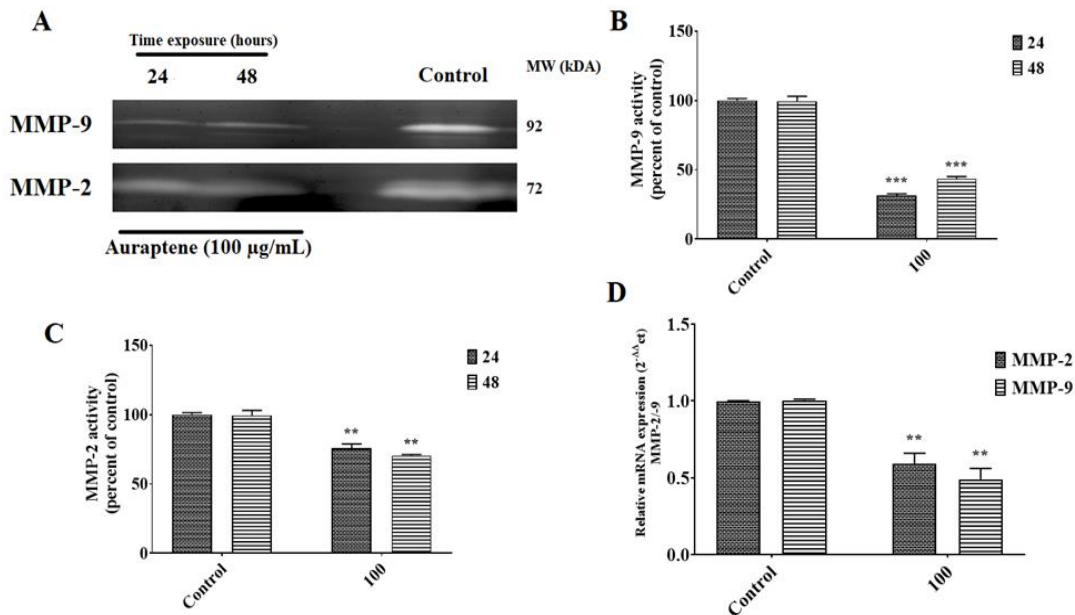 A
Time exposure (hours)
24 48
Control
MW (kDA)
MMP-9
92
MMP-2
72
Auraptene (100 µg/mL)
B
MMP-9 activity
(percent of control)
150
100
50
0
***
***
Control
100
24
48
C
MMP-2 activity
(percent of control)
150
100
50
0
**
**
Control
100
24
48
D
Relative mRNA expression (2^-ΔΔct)
MMP-2/-9
1.5
1.0
0.5
0.0
**
**
Control
100
MMP-2
MMP-9